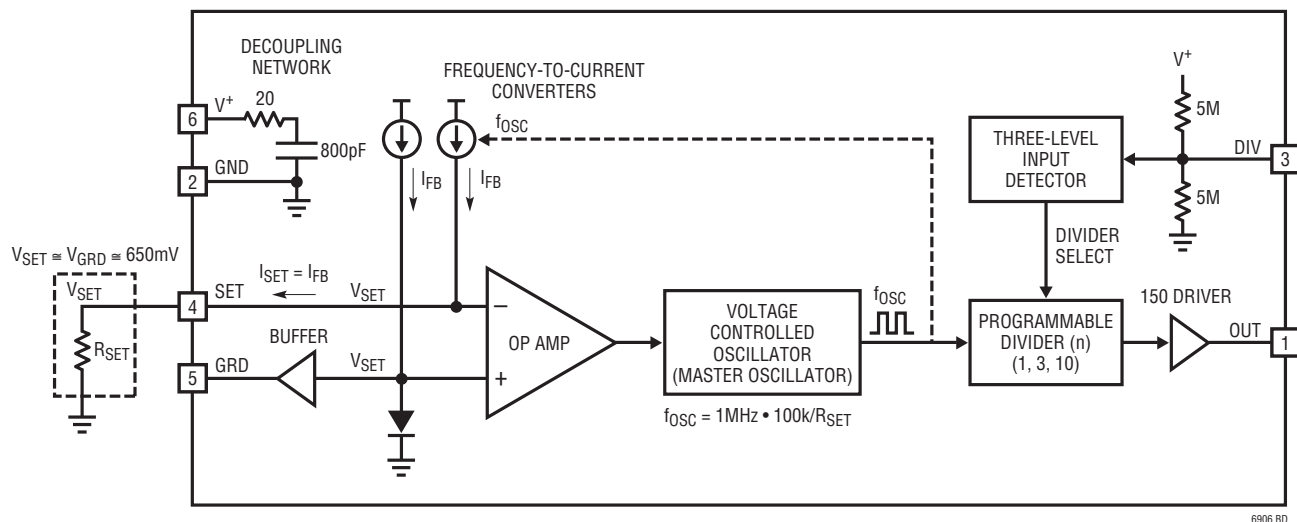 DECOUPLING
NETWORK
6
V+
20
800pF
2
GND
FREQUENCY-TO-CURRENT
CONVERTERS
fOSC
IFB
IFB
V+
5M
THREE-LEVEL
INPUT
DETECTOR
DIV
3
5M
DIVIDER
SELECT
VSET ≅ VGRD ≅ 650mV
VSET
RSET
4
SET
ISET = IFB
VSET
–
OP AMP
+
5
GRD
BUFFER
VSET
VOLTAGE
CONTROLLED
OSCILLATOR
(MASTER OSCILLATOR)
fOSC = 1MHz • 100k/RSET
fOSC
PROGRAMMABLE
DIVIDER (n)
(1, 3, 10)
150 DRIVER
OUT
1
6906 BD